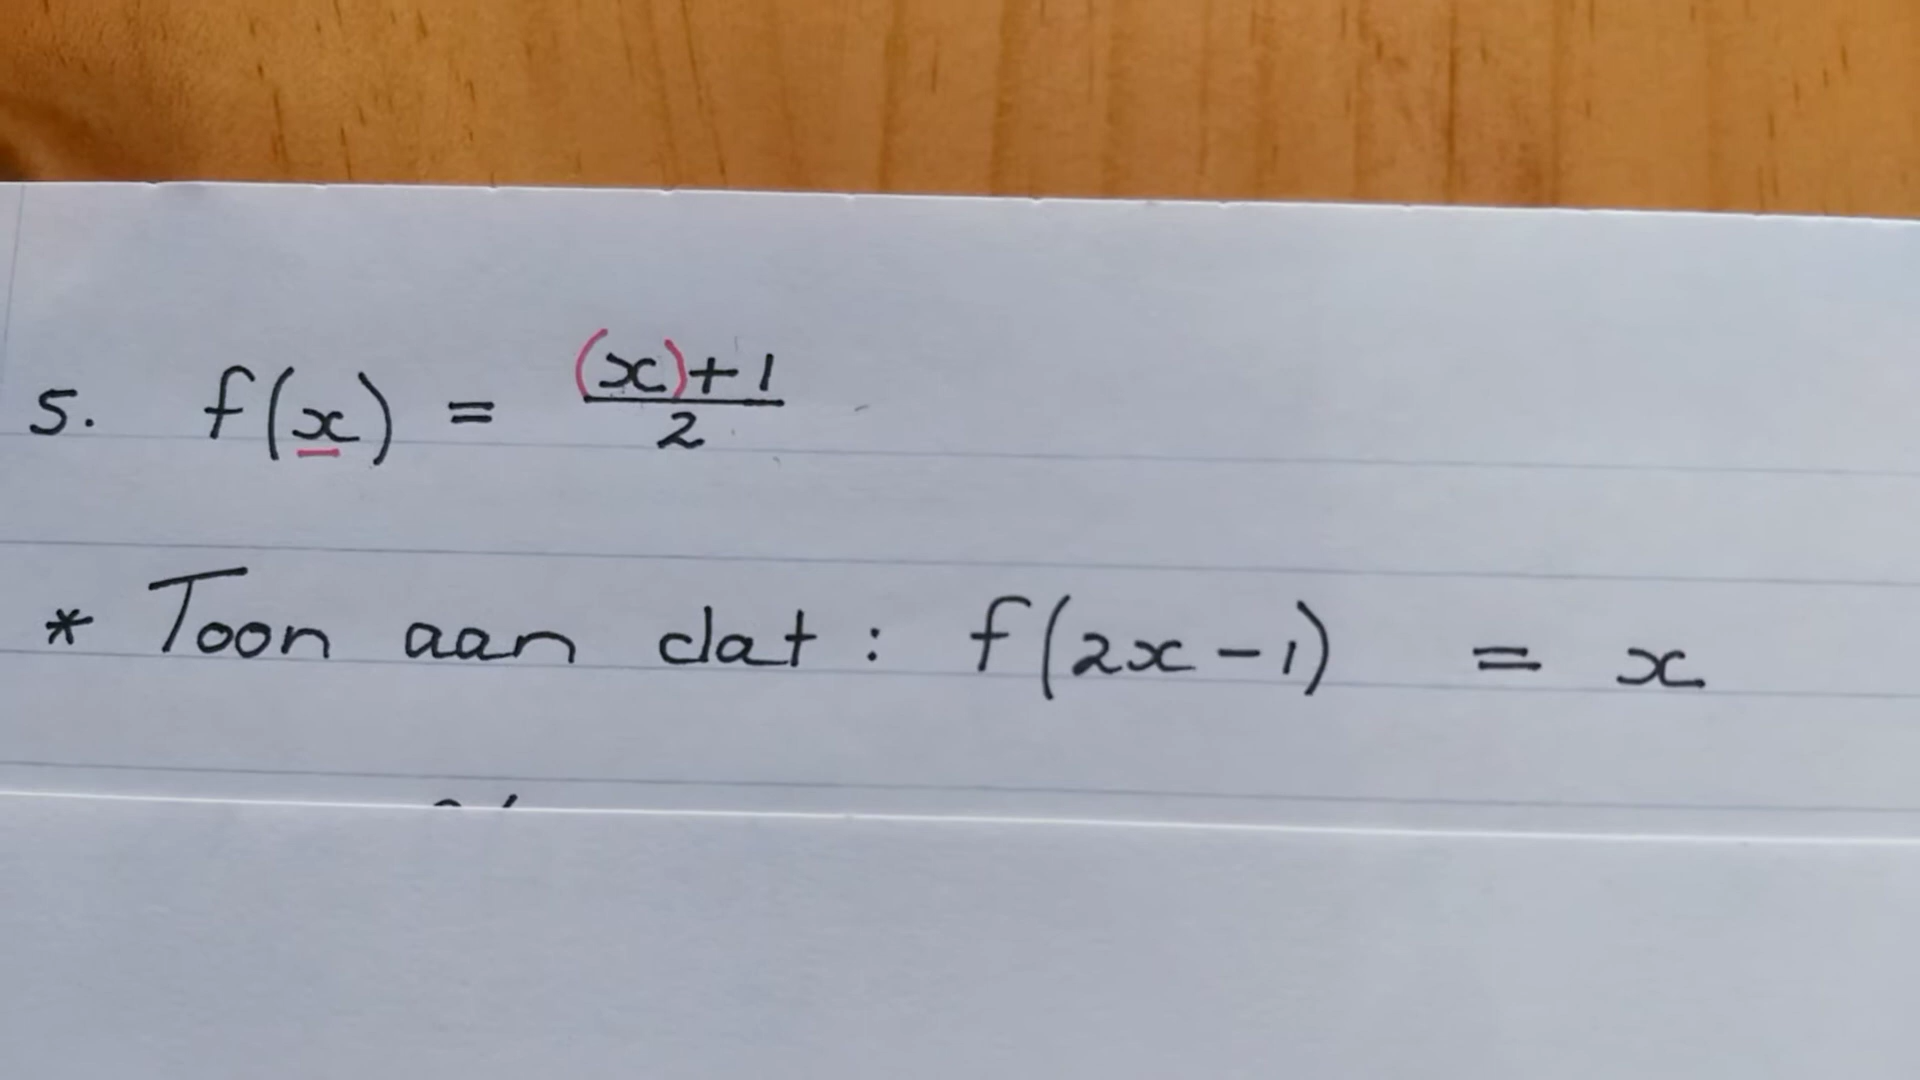 5. f(x) = (x)+1 / 2
* Toon aan dat : f(2x-1) = x